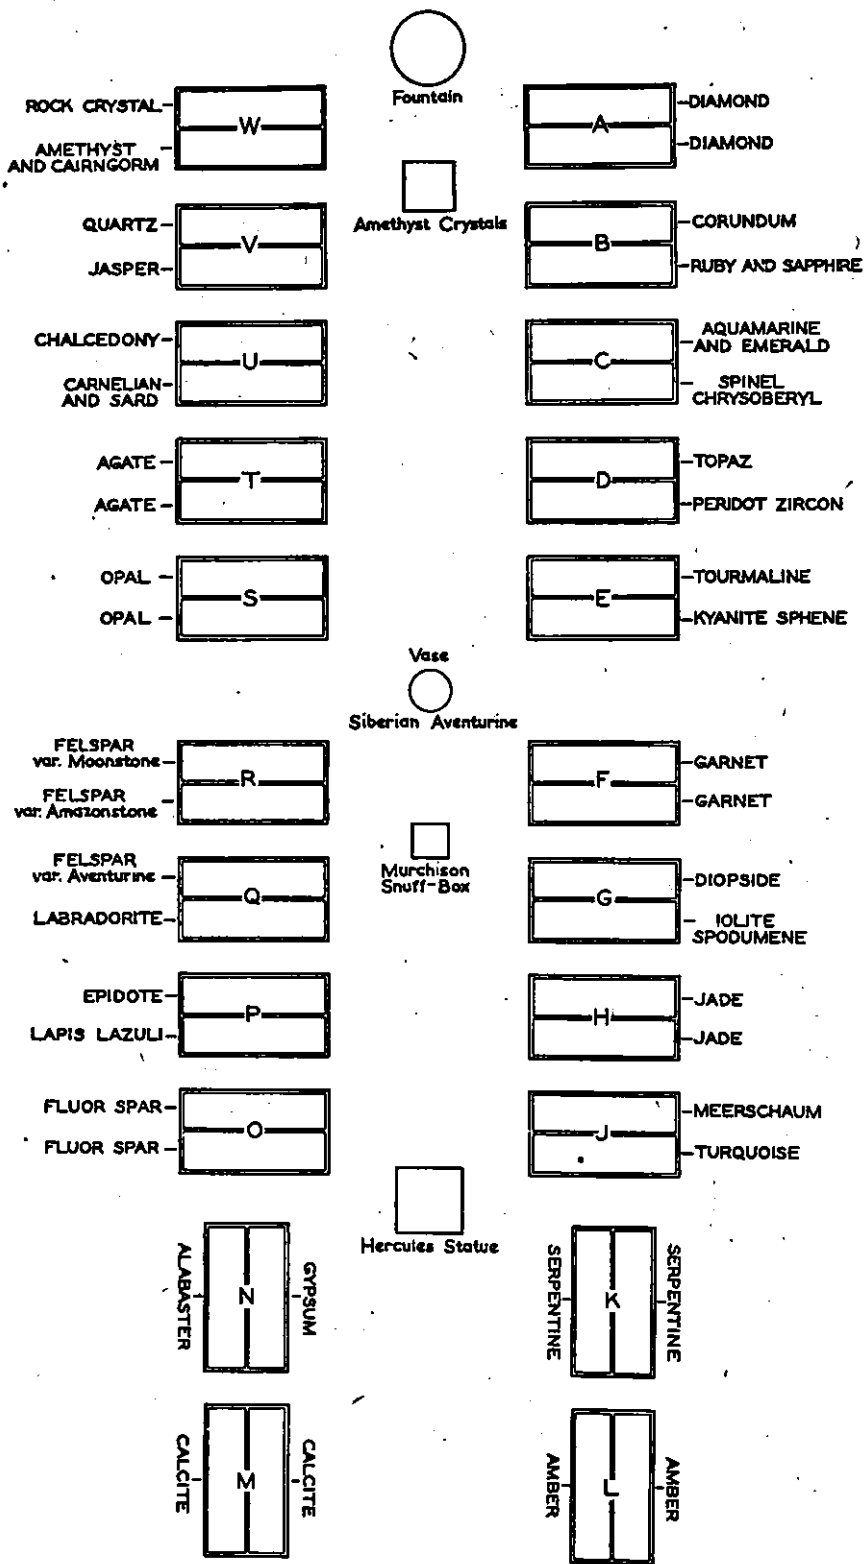 Fountain
ROCK CRYSTAL
AMETHYST
AND CAIRNGORM
W
A
DIAMOND
DIAMOND
Amethyst Crystals
QUARTZ
JASPER
V
B
CORUNDUM
RUBY AND SAPPHIRE
CHALCEDONY
CARNELIAN
AND SARD
U
C
AQUAMARINE
AND EMERALD
SPINEL
CHRYSOBERYL
AGATE
AGATE
T
D
TOPAZ
PERIDOT ZIRCON
OPAL
OPAL
S
E
TOURMALINE
KYANITE SPHENE
Vase
Siberian Aventurine
FELSPAR
var. Moonstone
FELSPAR
var. Amazonstone
R
F
GARNET
GARNET
Murchison
Snuff-Box
FELSPAR
var. Aventurine
LABRADORITE
Q
G
DIOPSIDE
IOLITE
SPODUMENE
EPIDOTE
LAPIS LAZULI
P
H
JADE
JADE
FLUOR SPAR
FLUOR SPAR
O
J
MEERSCHAUM
TURQUOISE
Hercules Statue
ALABASTER
N
GYPSUM
SERPENTINE
K
SERPENTINE
CALCITE
M
CALCITE
AMBER
L
AMBER